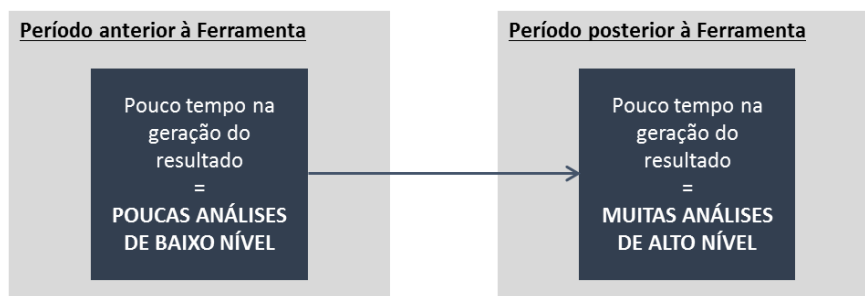 Período anterior à Ferramenta
Pouco tempo na
geração do
resultado
=
POUCAS ANÁLISES
DE BAIXO NÍVEL
Período posterior à Ferramenta
Pouco tempo na
geração do
resultado
=
MUITAS ANÁLISES
DE ALTO NÍVEL